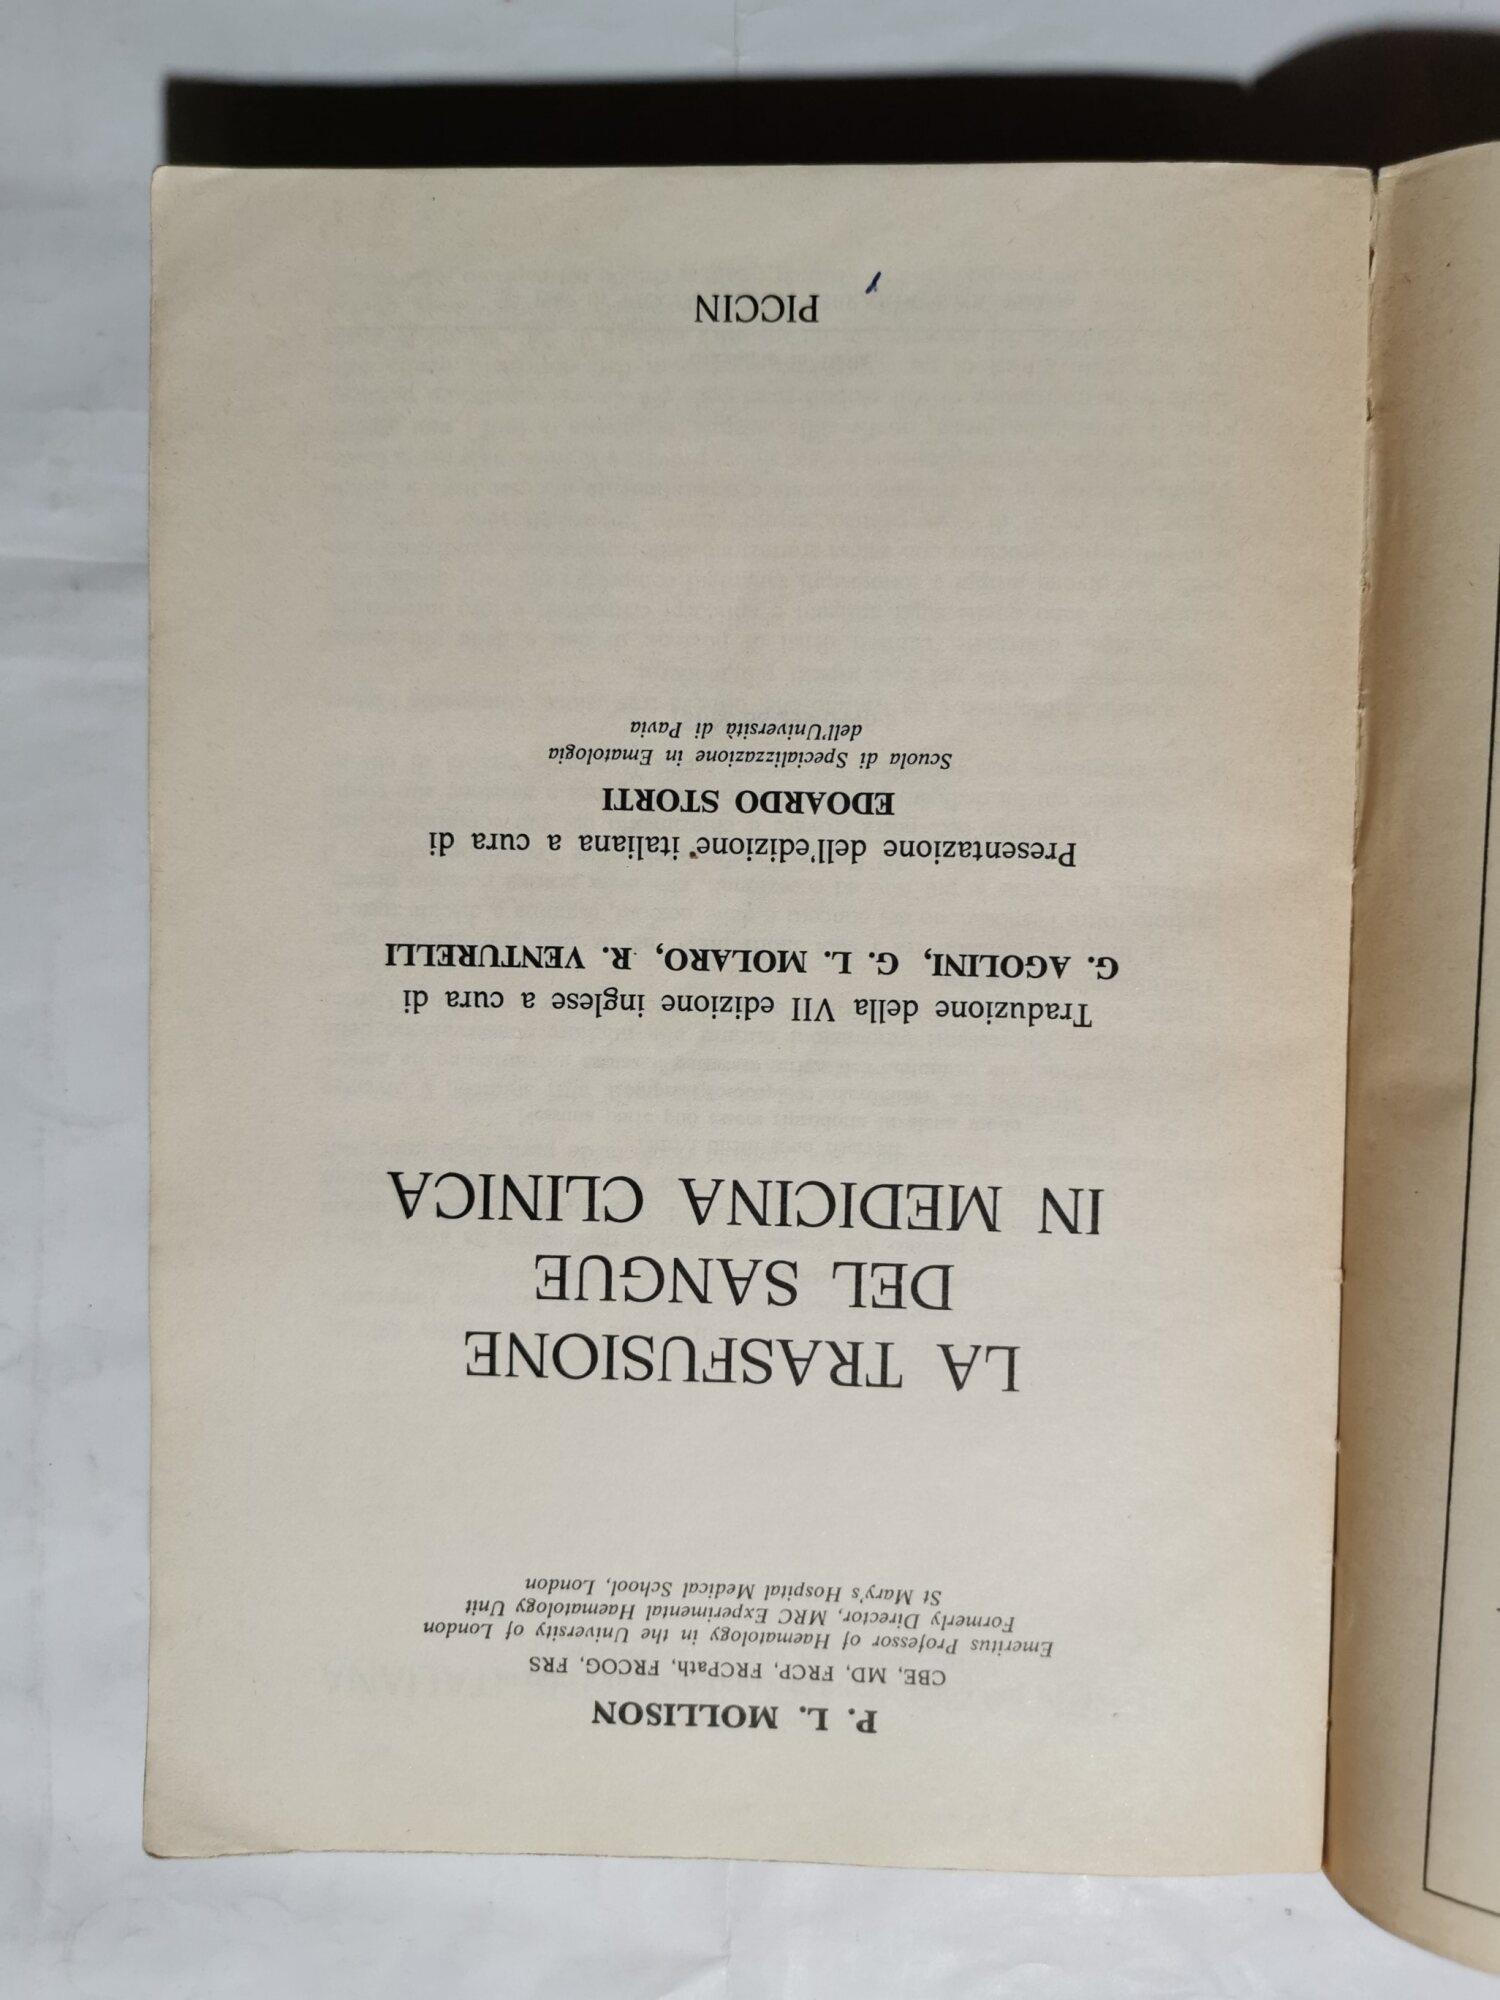 P. L. MOLLISON
CBE, MD, FRCP, FRCPath, FRCOG, FRS
Emeritus Professor of Haematology in the University of London
Formerly Director, MRC Experimental Haematology Unit
St Mary's Hospital Medical School, London
LA TRASFUSIONE
DEL SANGUE
IN MEDICINA CLINICA
Traduzione della VII edizione inglese a cura di
G. AGOLINI, G. L. MOLARO, R. VENTURELLI
Presentazione dell'edizione italiana a cura di
EDOARDO STORTI
Scuola di Specializzazione in Ematologia
dell'Università di Pavia
PICCIN